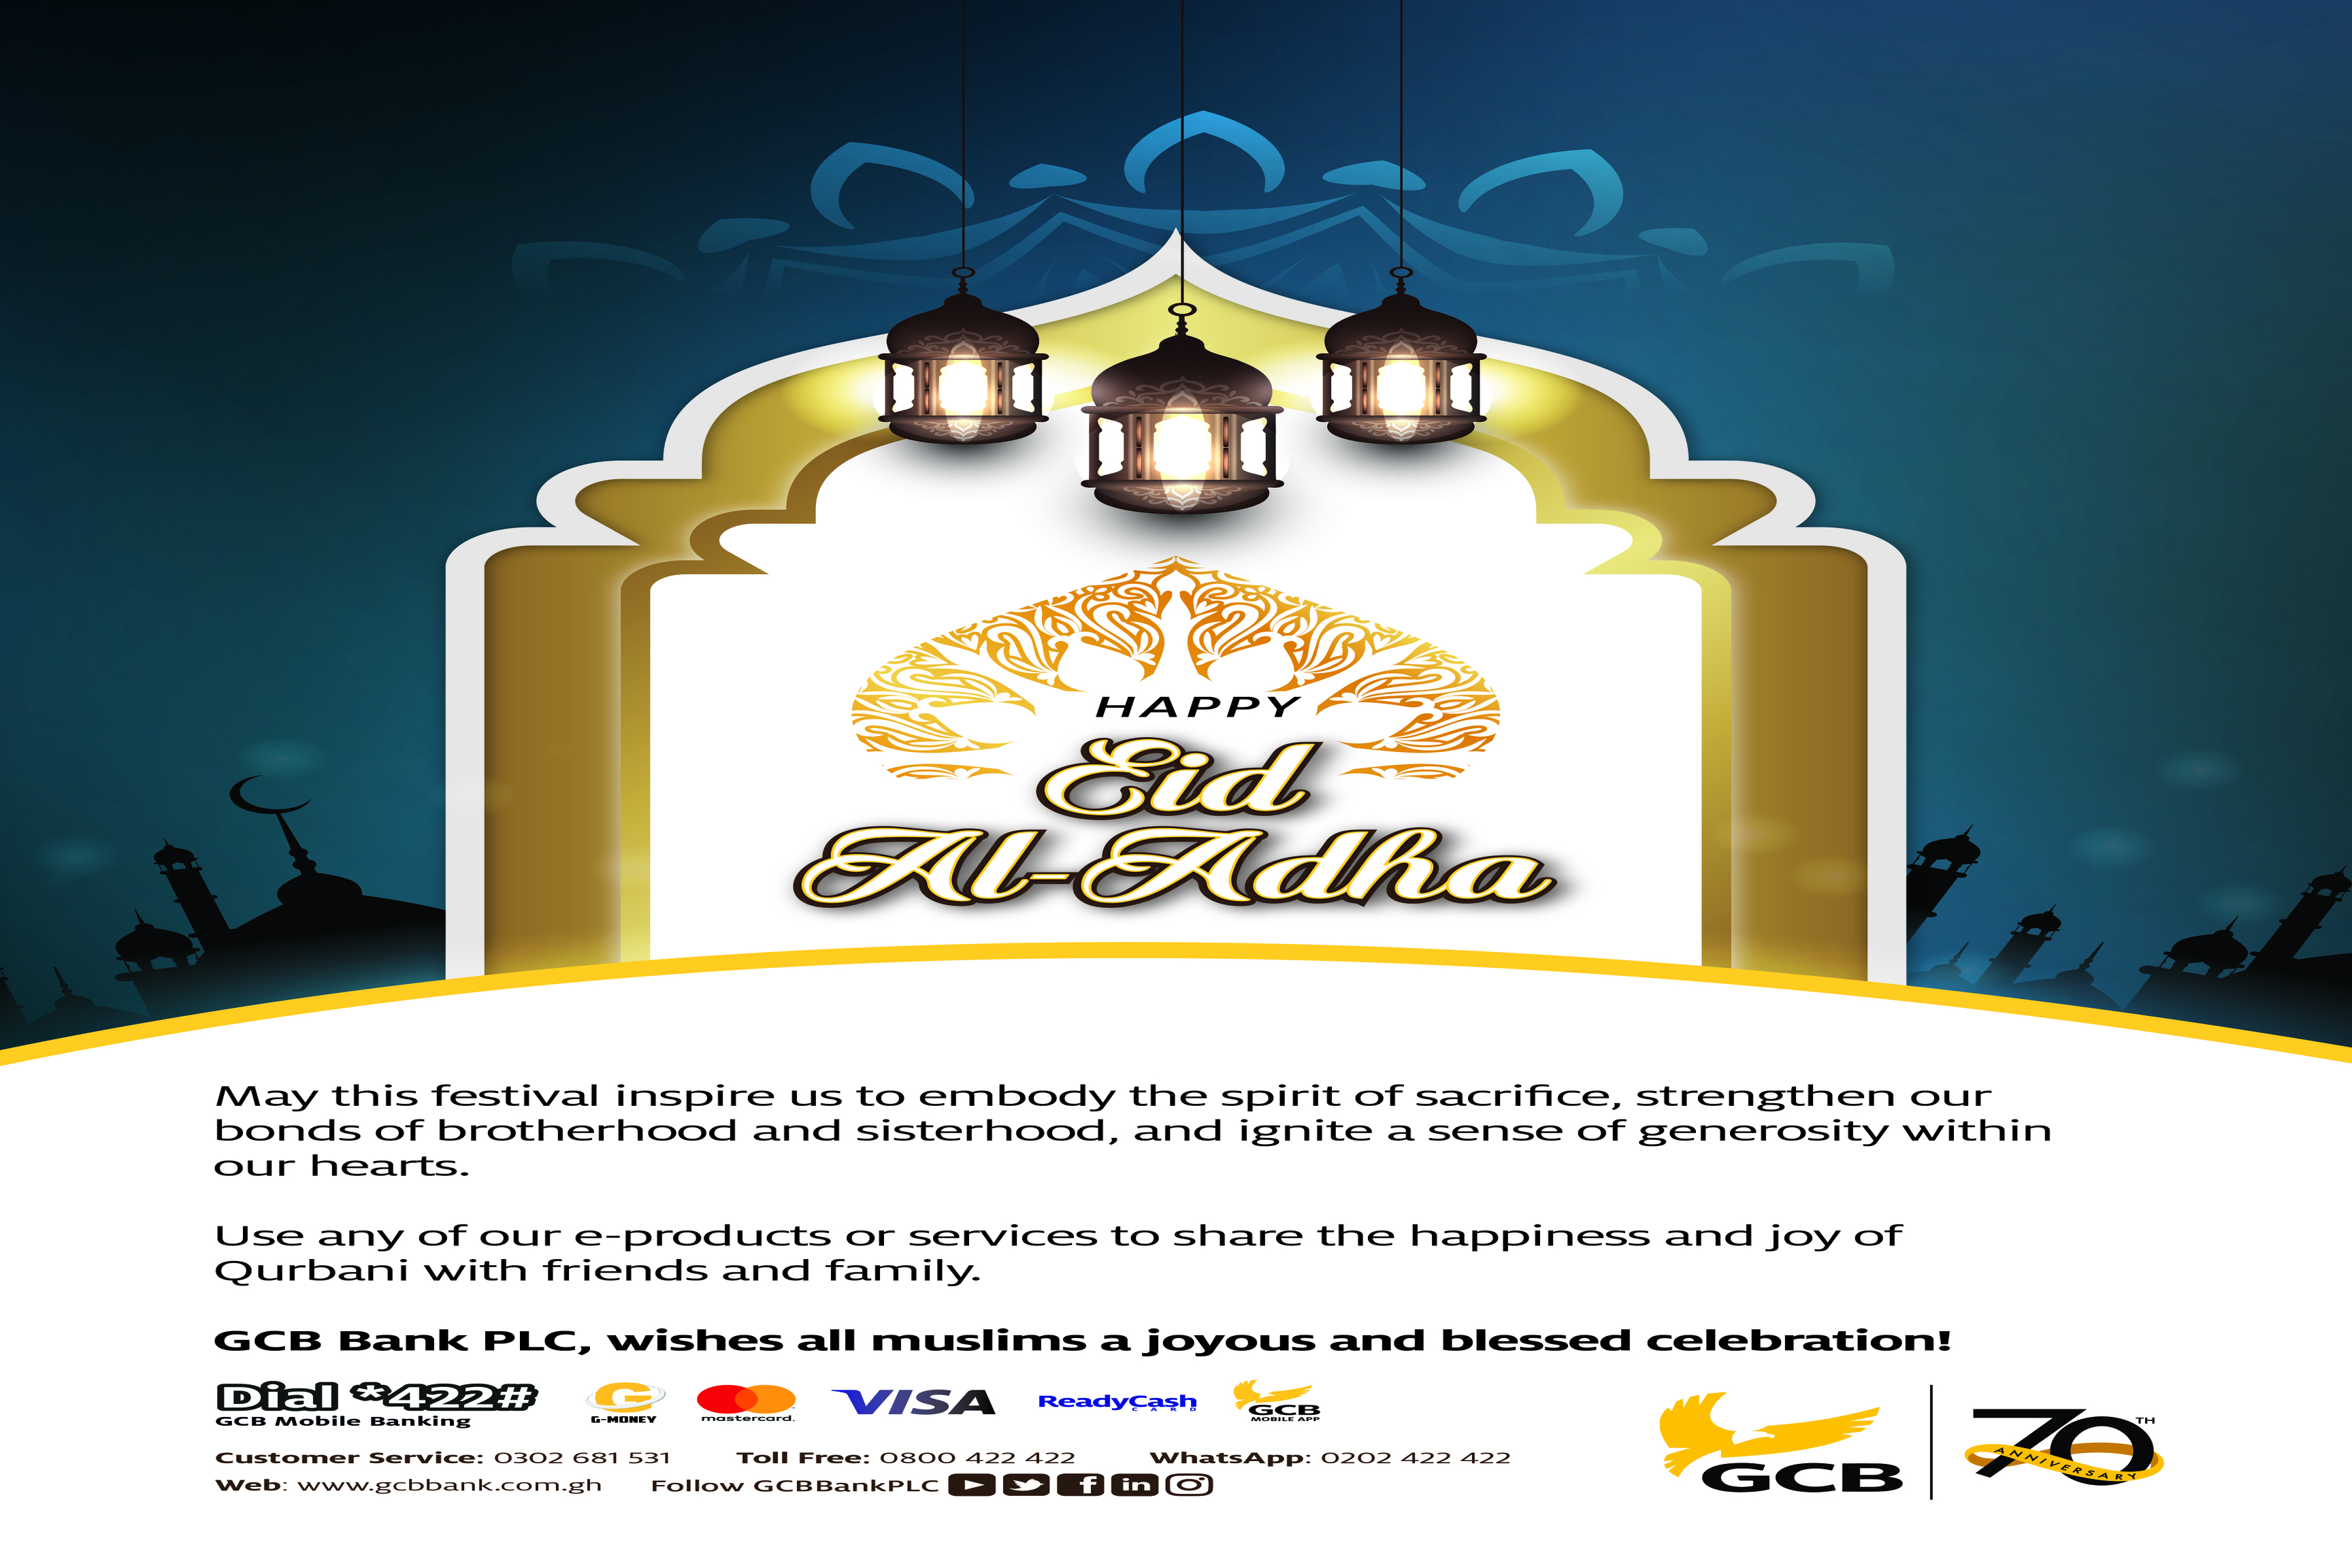 HAPPY
Eid
Al-Adha
May this festival inspire us to embody the spirit of sacrifice, strengthen our
bonds of brotherhood and sisterhood, and ignite a sense of generosity within
our hearts.
Use any of our e-products or services to share the happiness and joy of
Qurbani with friends and family.
GCB Bank PLC, wishes all muslims a joyous and blessed celebration!
Dial *422#
GCB Mobile Banking
G-MONEY
mastercard.
VISA
ReadyCash
CARD
GCB
MOBILE APP
Customer Service: 0302 681 531 Toll Free: 0800 422 422 WhatsApp: 0202 422 422
Web: www.gcbbank.com.gh Follow GCBBankPLC
GCB
70TH
ANNIVERSARY